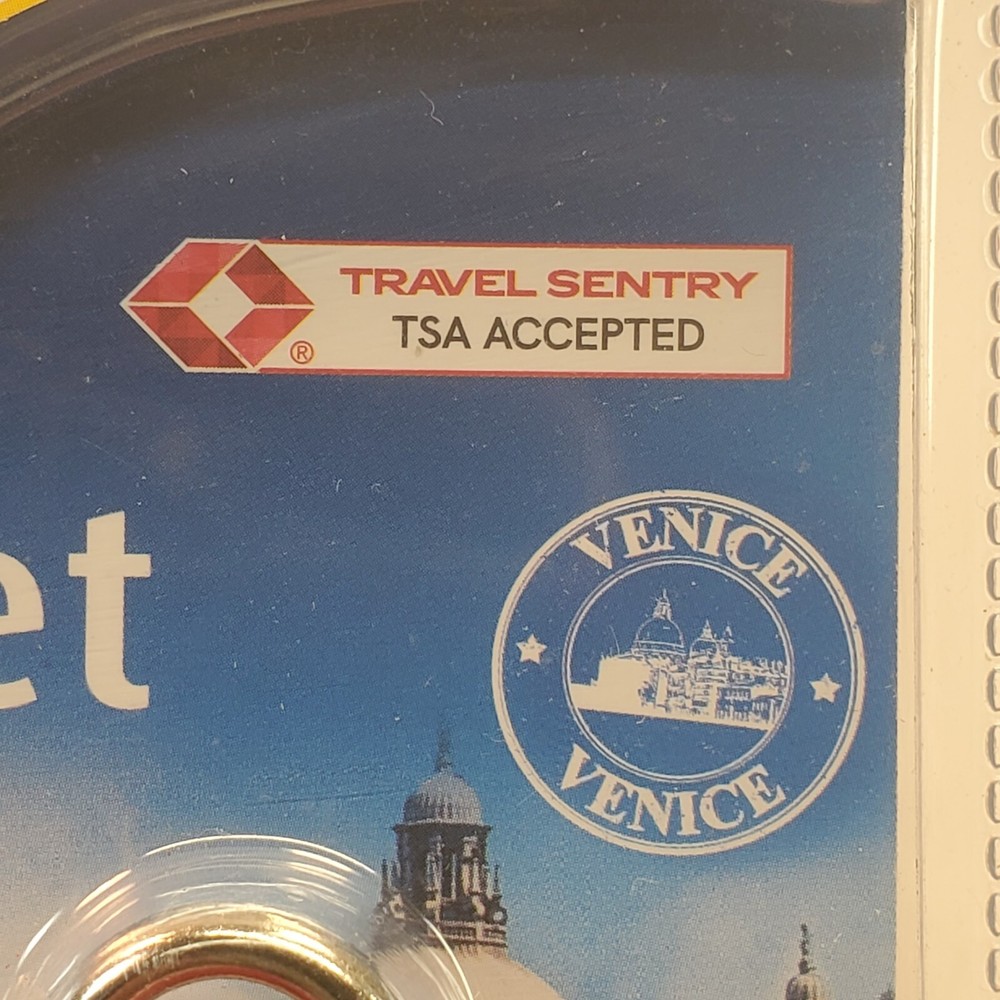 TRAVEL SENTRY
®
TSA ACCEPTED
et
VENICE
VENICE